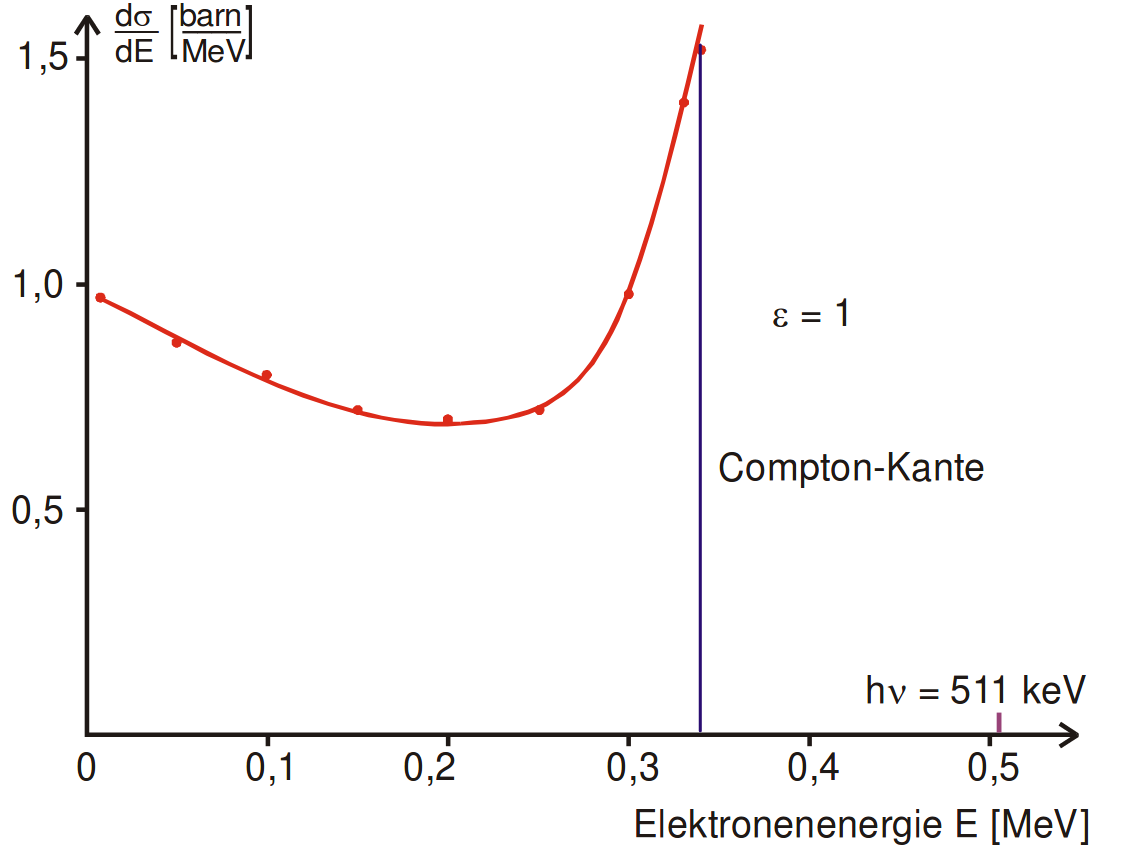 dσ/dE [barn/MeV]
1,5
1,0
ε = 1
Compton-Kante
0,5
hν = 511 keV
0 0,1 0,2 0,3 0,4 0,5
Elektronenenergie E [MeV]